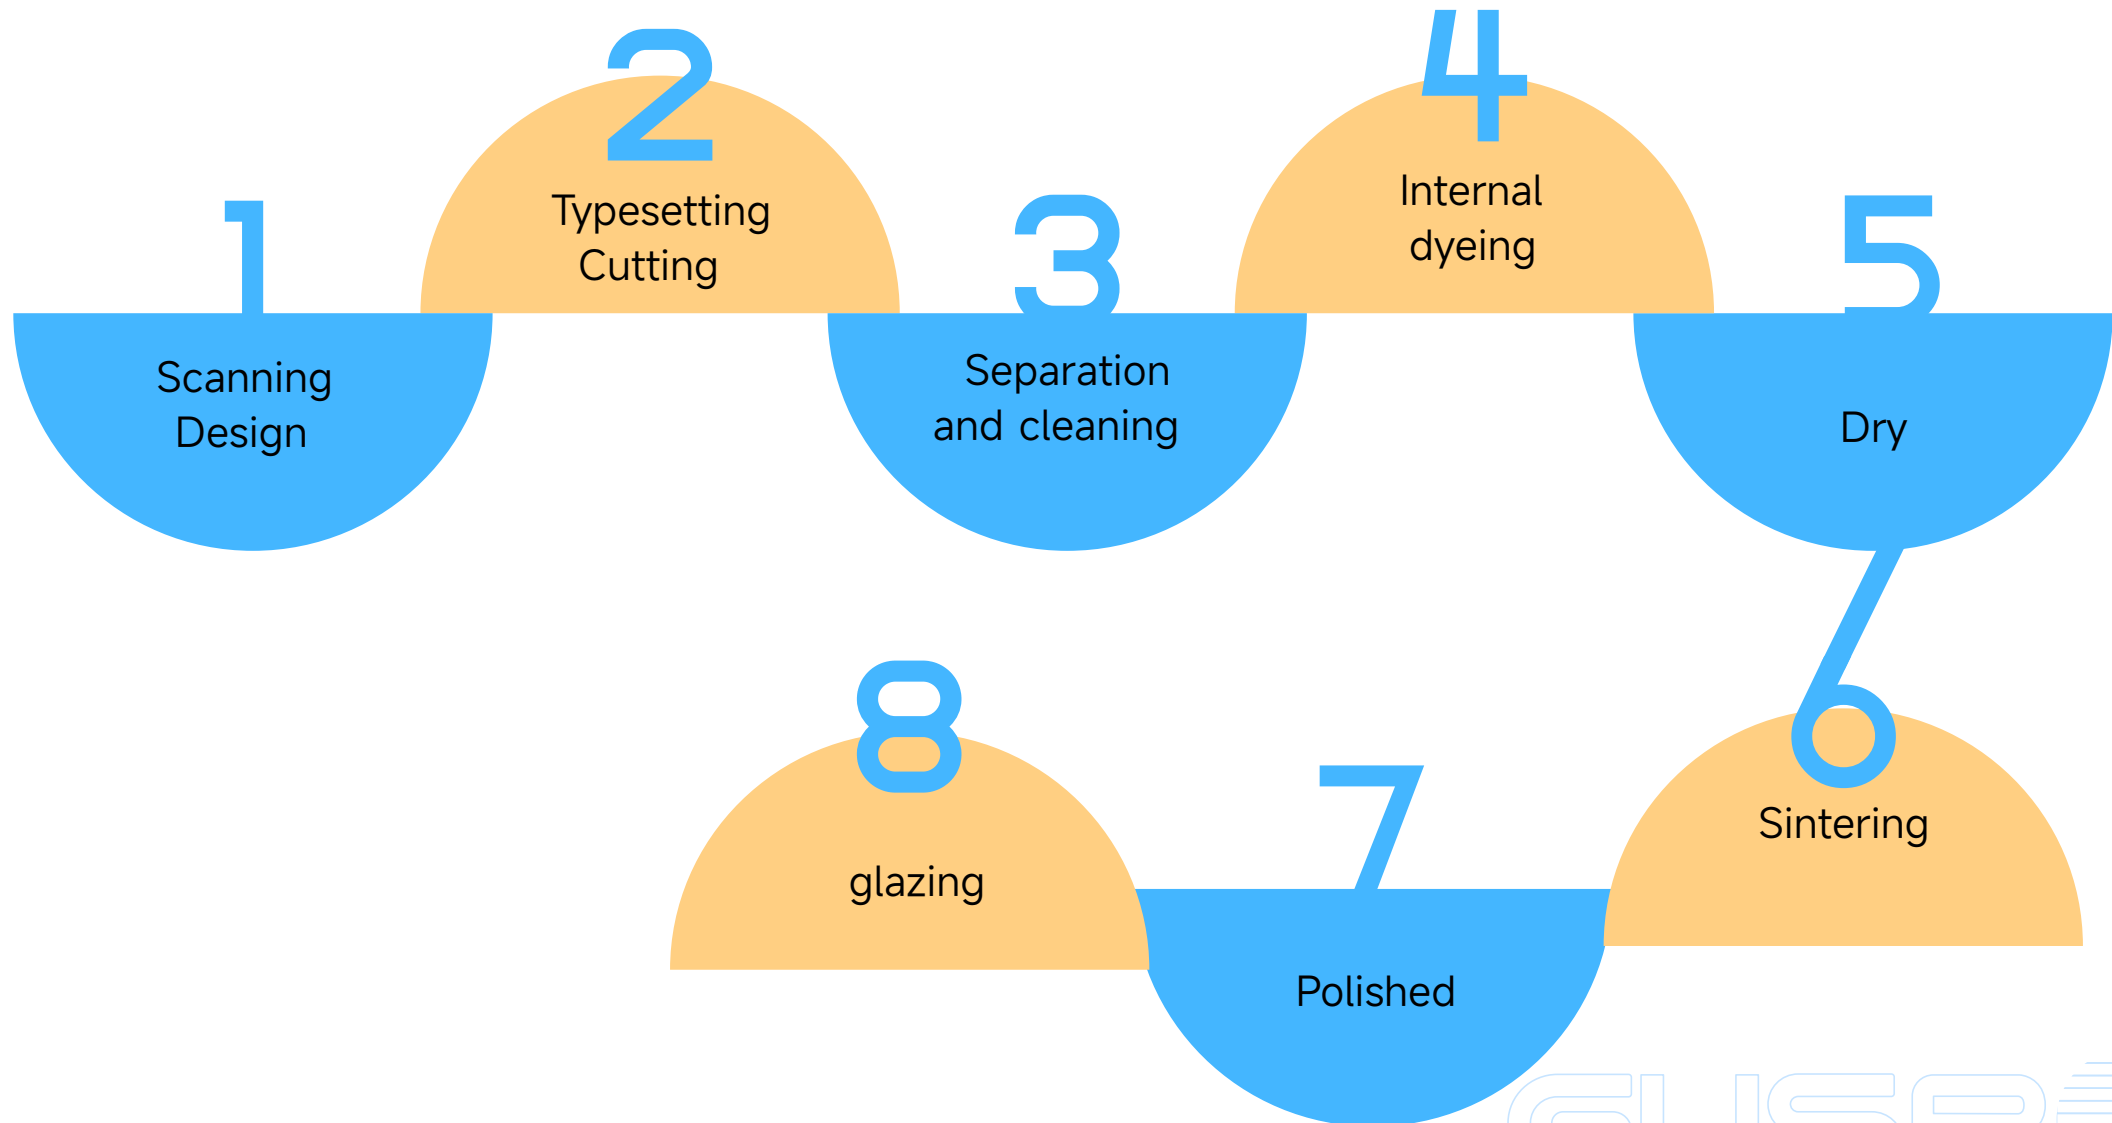 1
Scanning
Design
2
Typesetting
Cutting
3
Separation
and cleaning
4
Internal
dyeing
5
Dry
6
Sintering
7
Polished
8
glazing